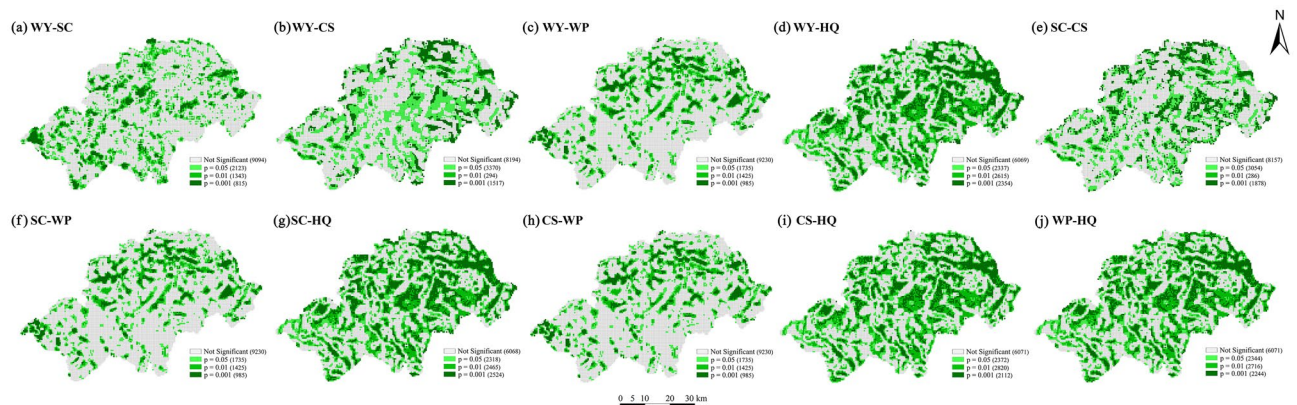 (a) WY-SC
(b) WY-CS
(c) WY-WP
(d) WY-HQ
(e) SC-CS
N
Not Significant (9094)
p = 0.05 (2123)
p = 0.01 (1343)
p = 0.001 (815)
Not Significant (8194)
p = 0.05 (3370)
p = 0.01 (294)
p = 0.001 (1517)
Not Significant (9230)
p = 0.05 (1735)
p = 0.01 (1425)
p = 0.001 (985)
Not Significant (6069)
p = 0.05 (2337)
p = 0.01 (2615)
p = 0.001 (2354)
Not Significant (8157)
p = 0.05 (3054)
p = 0.01 (286)
p = 0.001 (1878)
(f) SC-WP
(g) SC-HQ
(h) CS-WP
(i) CS-HQ
(j) WP-HQ
Not Significant (9230)
p = 0.05 (1735)
p = 0.01 (1425)
p = 0.001 (985)
Not Significant (6068)
p = 0.05 (2318)
p = 0.01 (2465)
p = 0.001 (2524)
Not Significant (9230)
p = 0.05 (1735)
p = 0.01 (1425)
p = 0.001 (985)
Not Significant (6071)
p = 0.05 (2372)
p = 0.01 (2820)
p = 0.001 (2112)
Not Significant (6071)
p = 0.05 (2344)
p = 0.01 (2716)
p = 0.001 (2244)
0 5 10 20 30 km